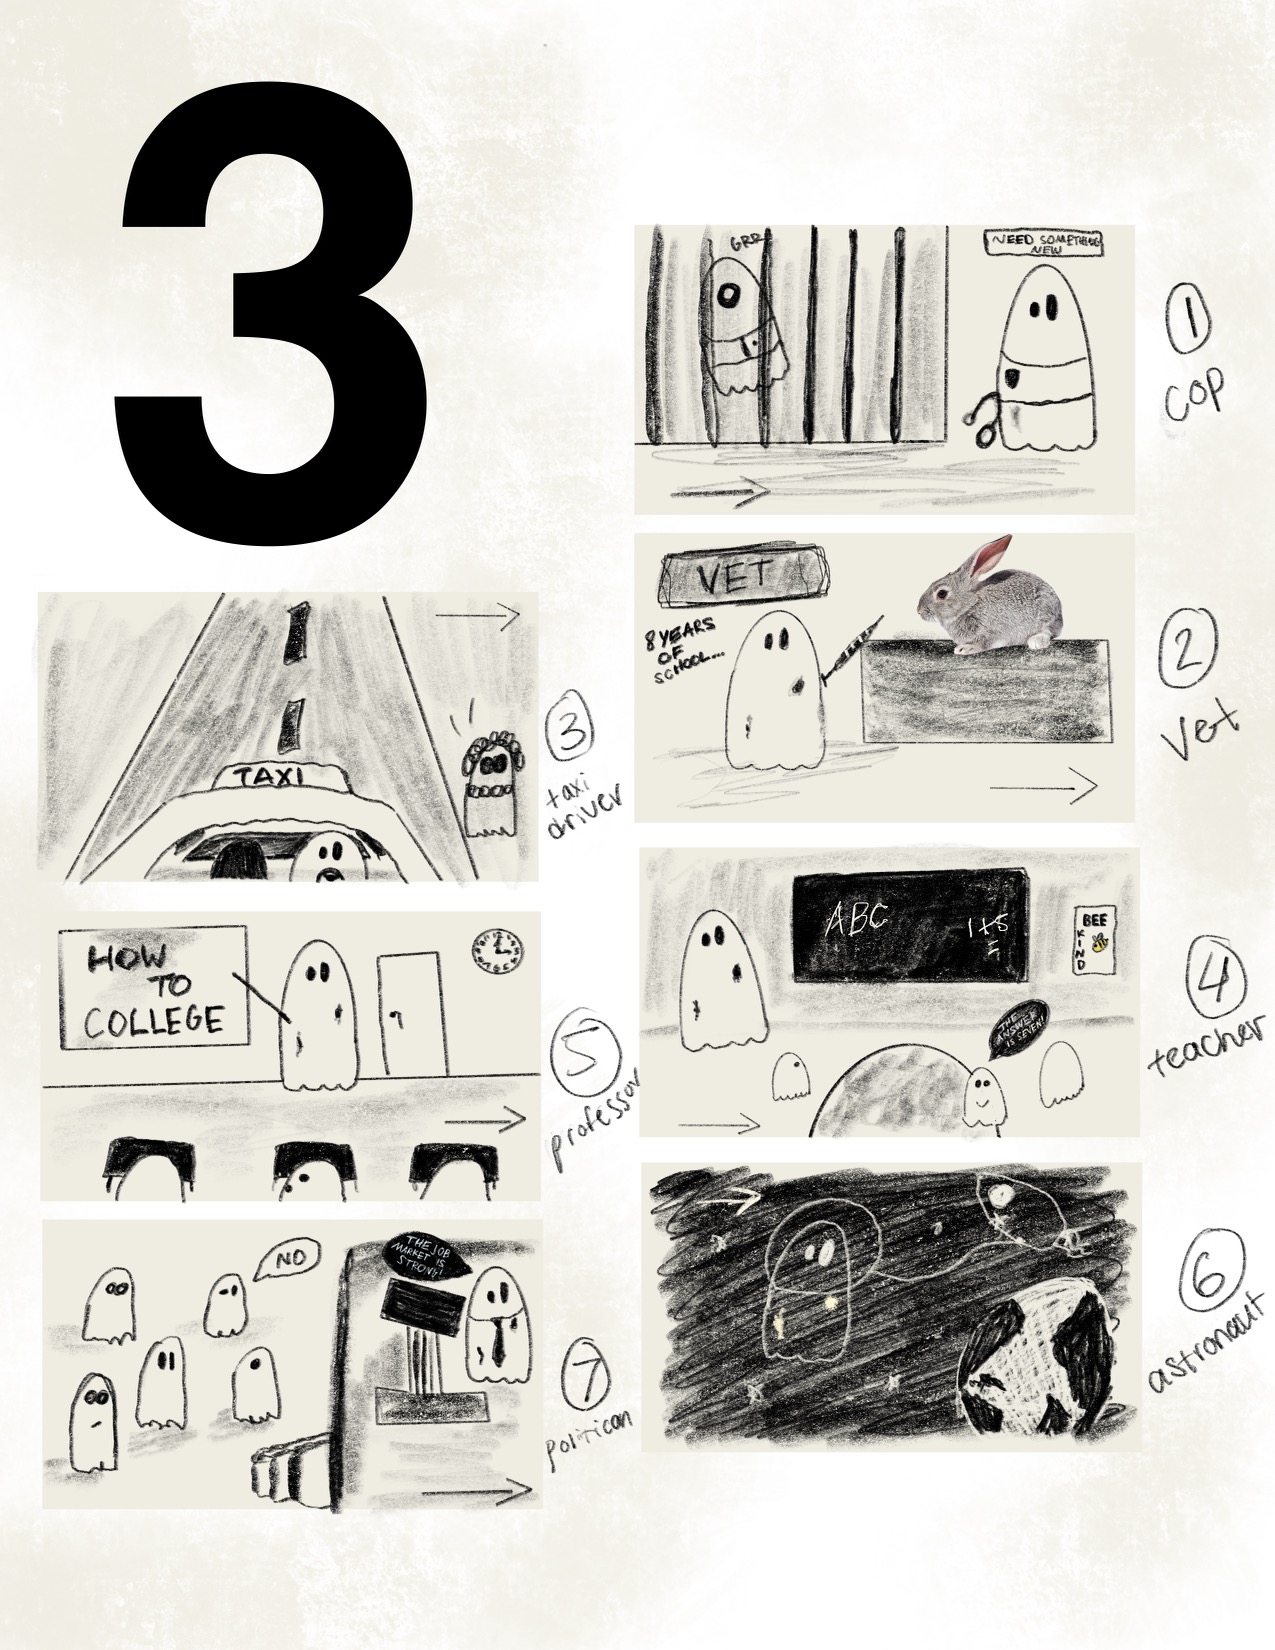 3
GRR
NEED SOMETHING
NEW
1
COP
VET
8 YEARS
OF
SCHOOL...
2
Vet
TAXI
3
taxi
driver
ABC
1+8
=
BEE
KIND
THE
ANSWER
IS SEVEN!
4
teacher
HOW
TO
COLLEGE
5
professor
6
astronaut
NO
THE JOB
MARKET IS
STRONG!
7
politican